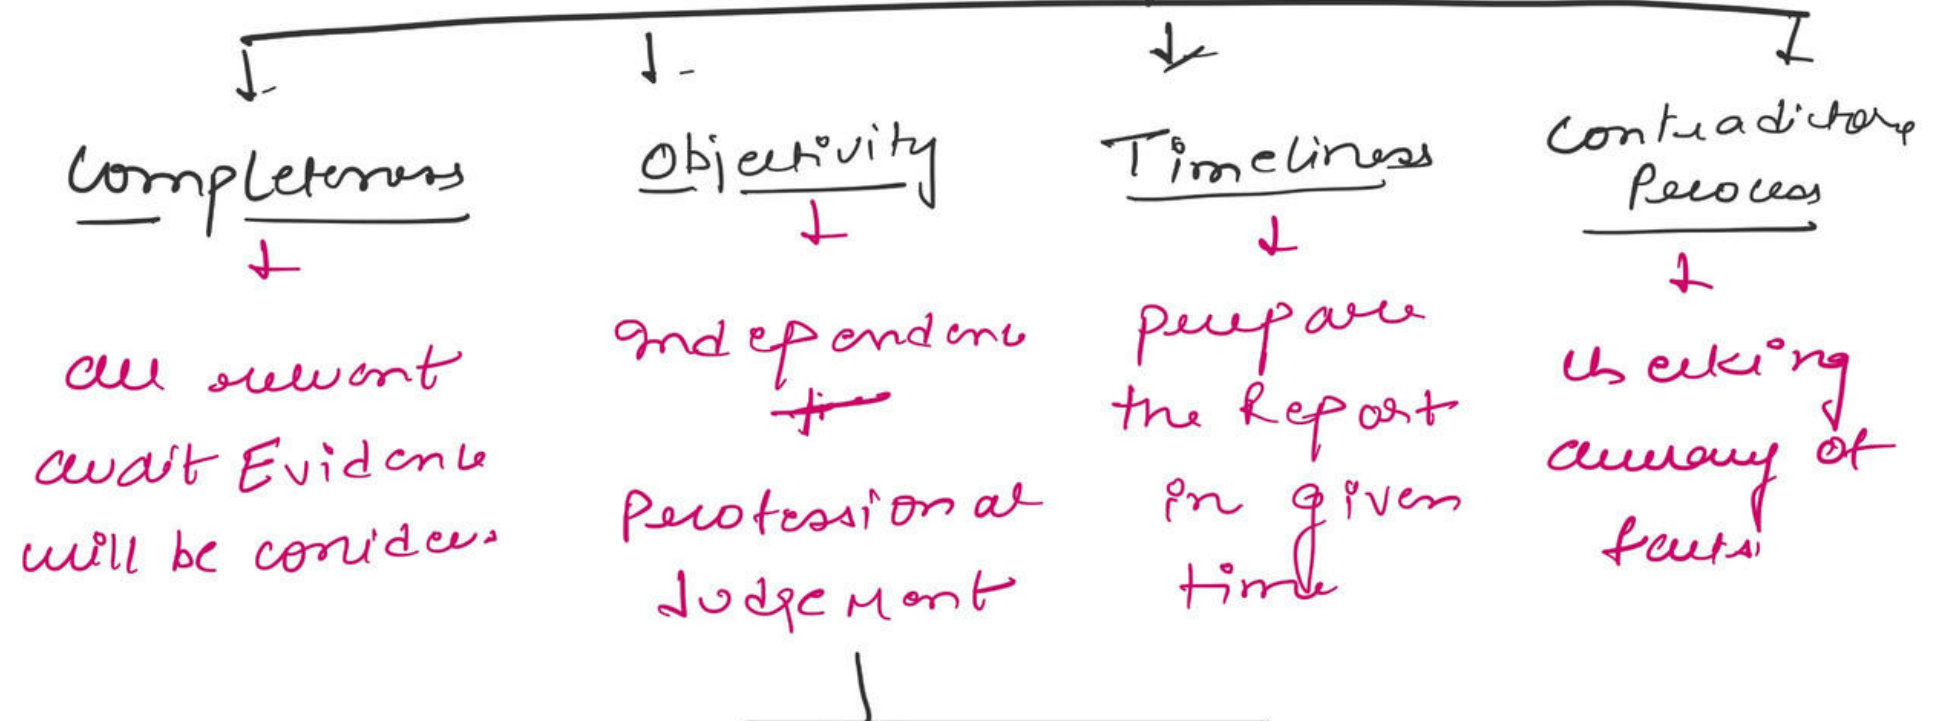 Completeness
all relevant
audit Evidence
will be conider.
Objectivity
Independence
Professional
Judgement
Timeliness
prepare
the Report
in given
time
Contradictory
Process
checking
accuracy of
facts